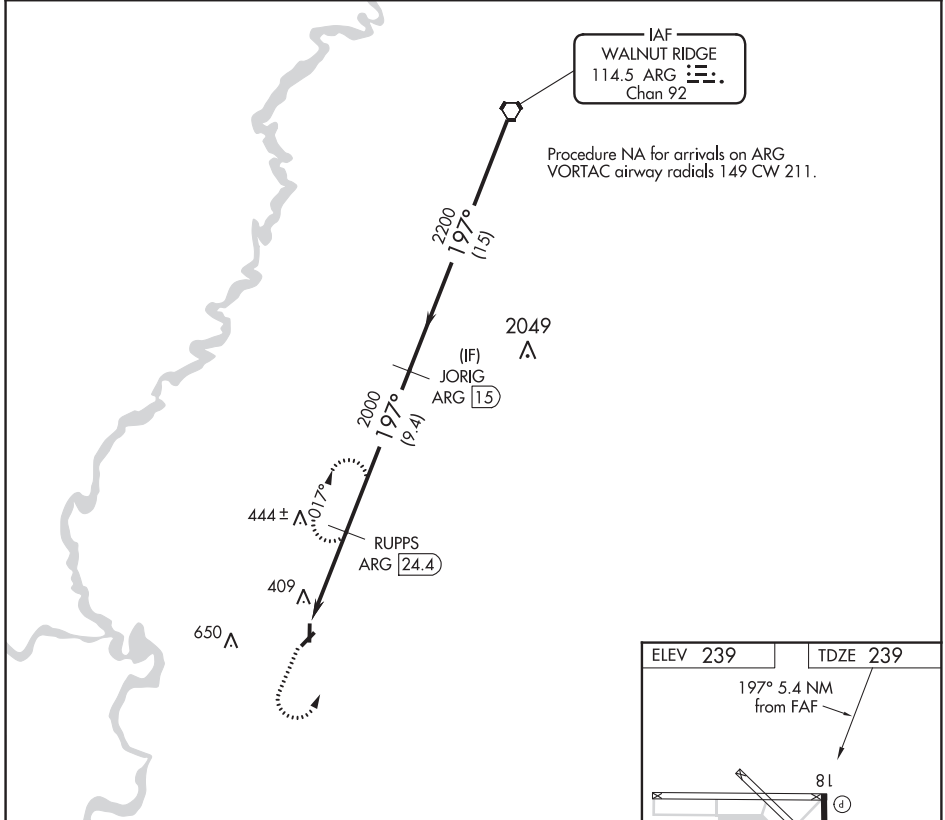 IAF
WALNUT RIDGE
114.5 ARG
Chan 92
Procedure NA for arrivals on ARG
VORTAC airway radials 149 CW 211.
2200
197°
(15)
2049
(IF)
JORIG
ARG 15
2000
197°
(9.4)
017°
444 ±
RUPPS
ARG 24.4
409
650
ELEV 239
TDZE 239
197° 5.4 NM
from FAF
18
P